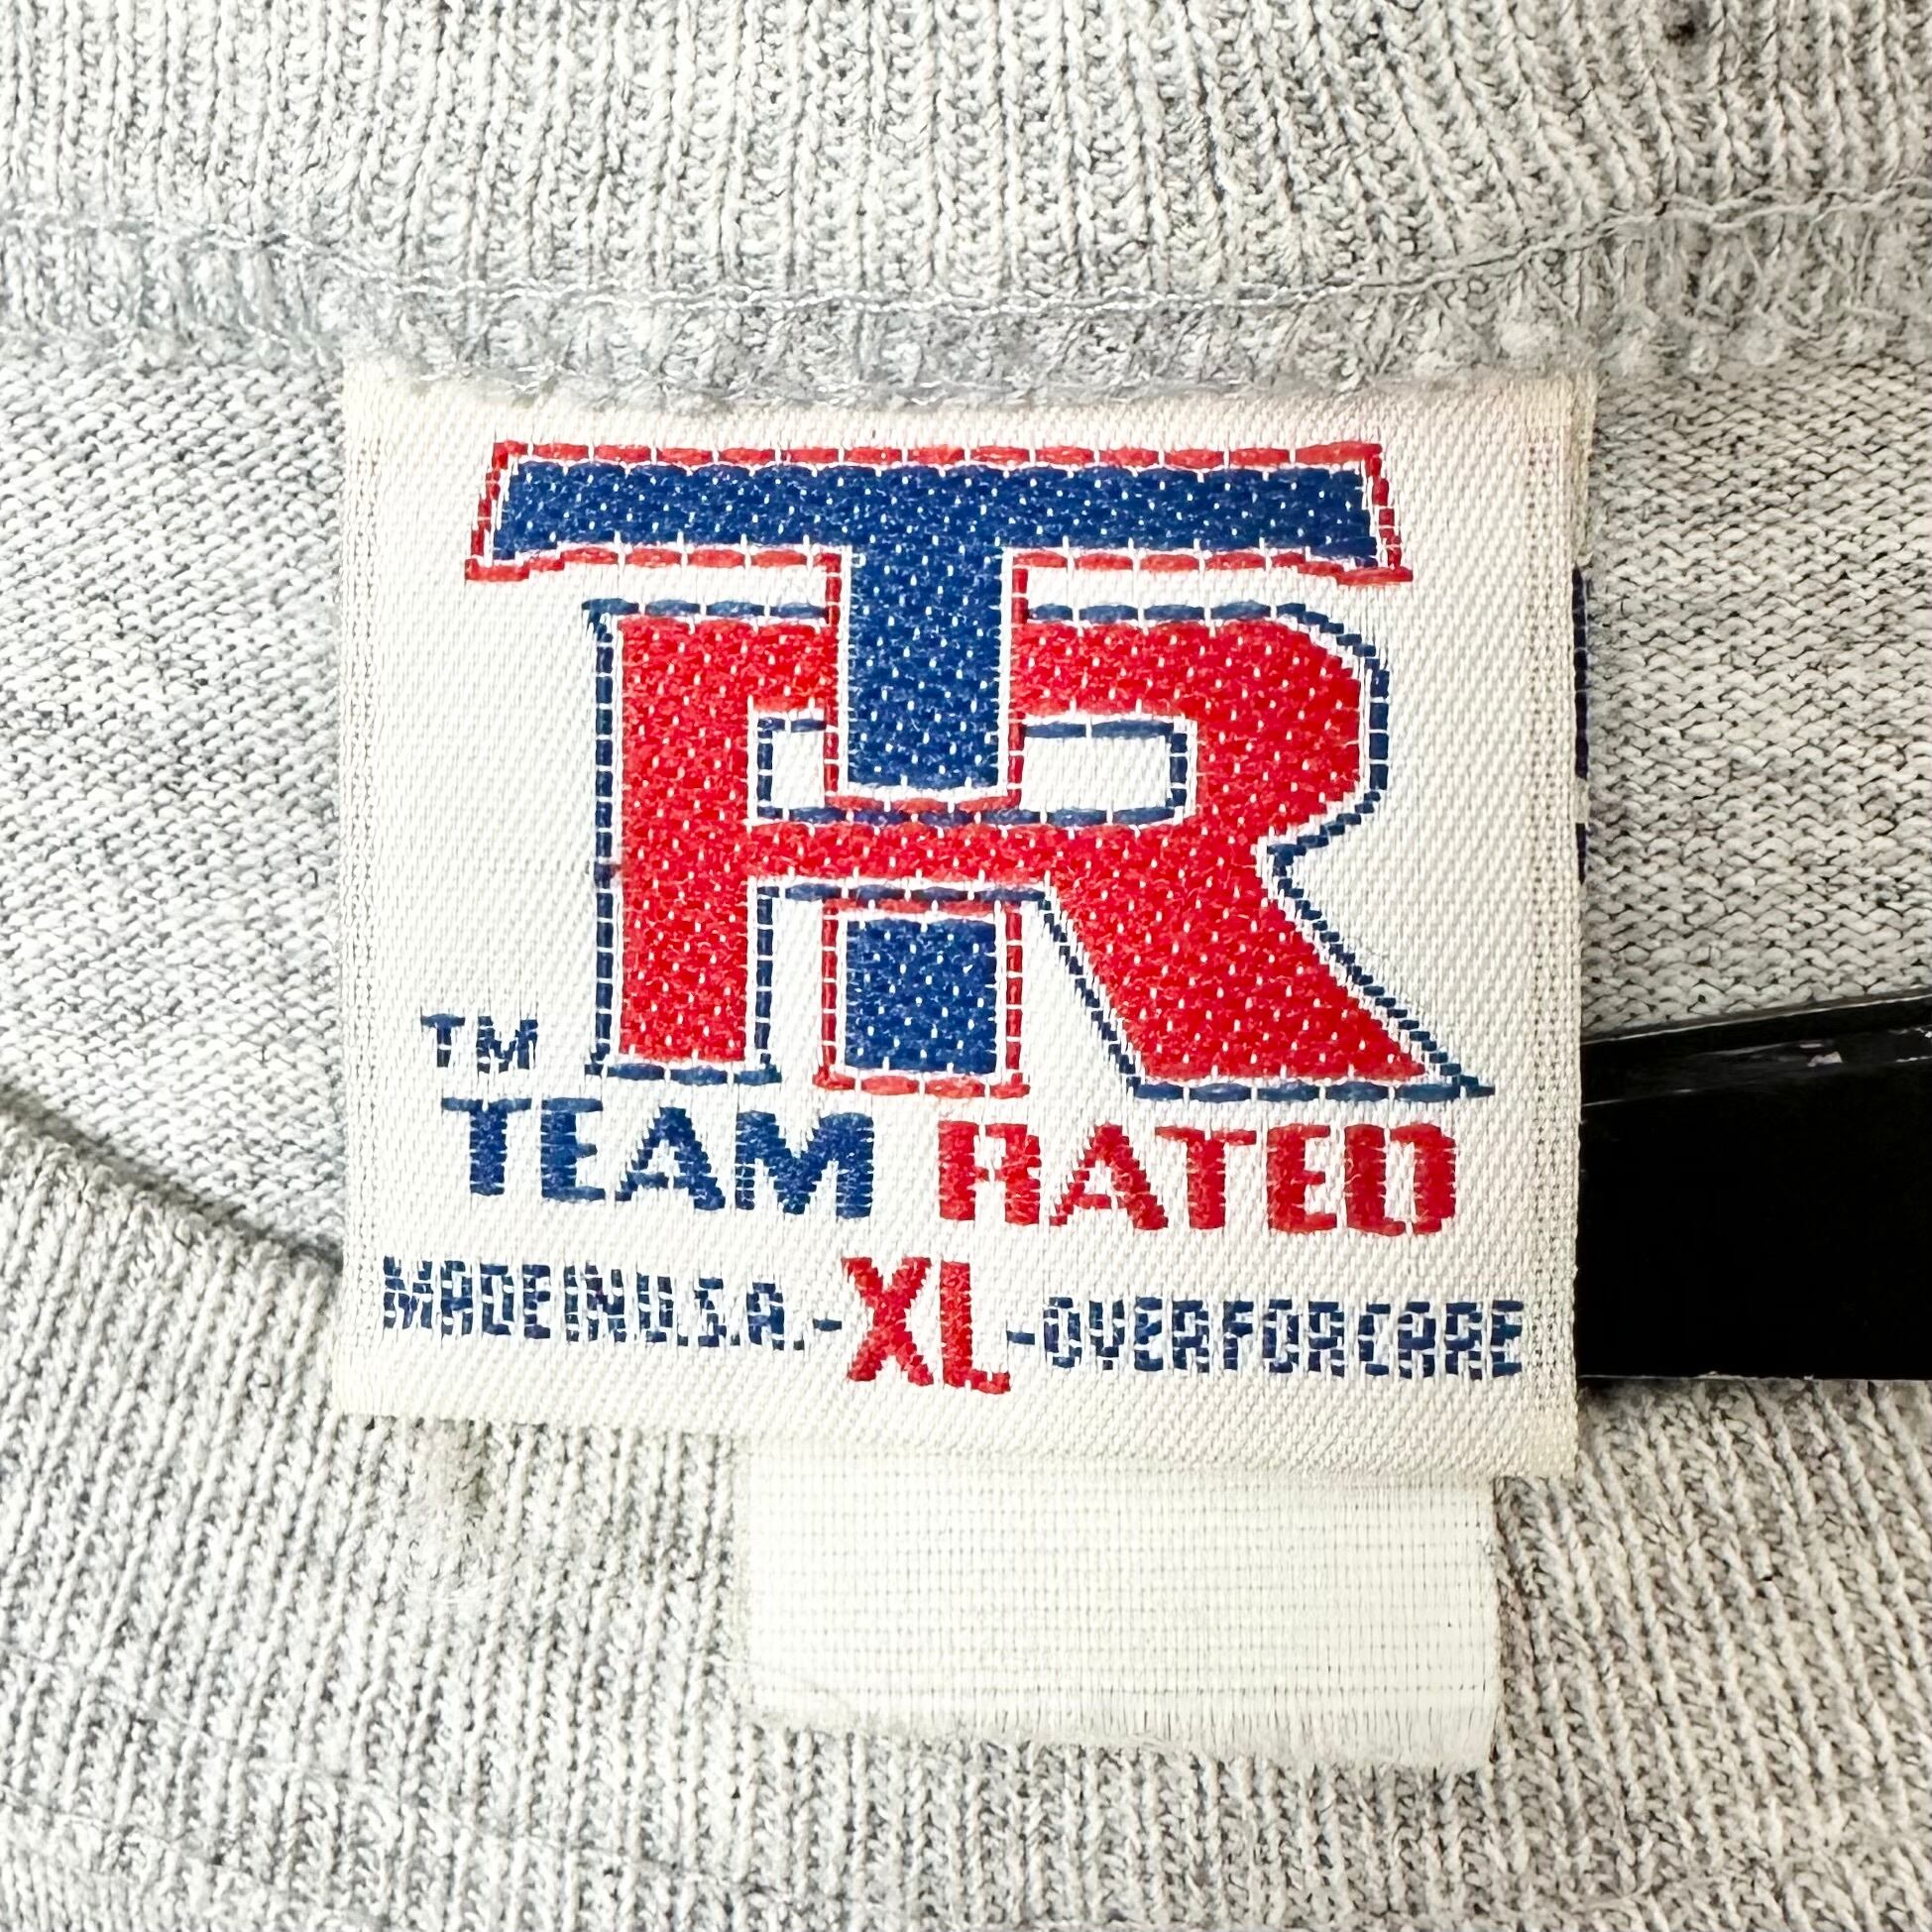 TR
TM
TEAM RATED
MADE IN U.S.A.-XL-OVER FOR CARE